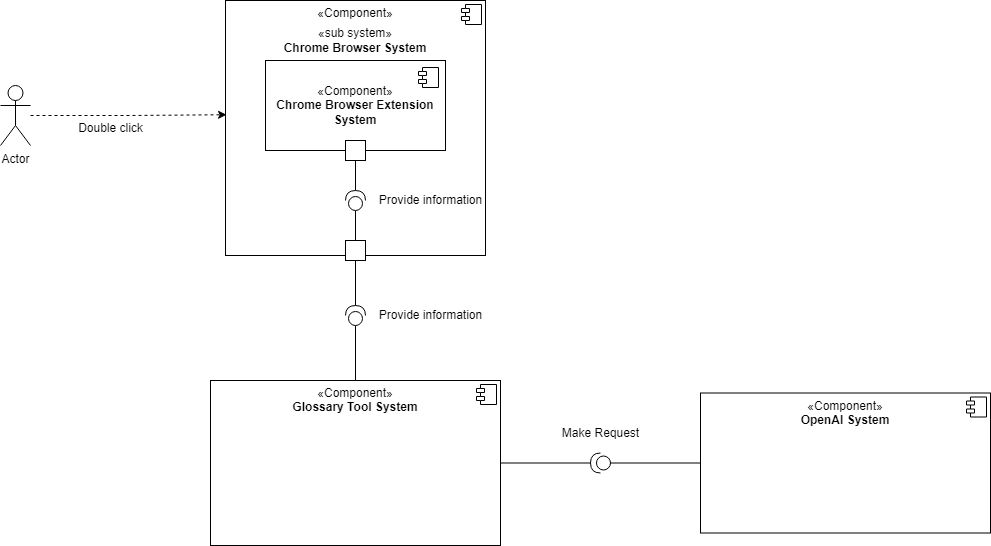 «Component»
«sub system»
Chrome Browser System
«Component»
Chrome Browser Extension
System
Double click
Actor
Provide information
Provide information
«Component»
Glossary Tool System
Make Request
«Component»
OpenAI System